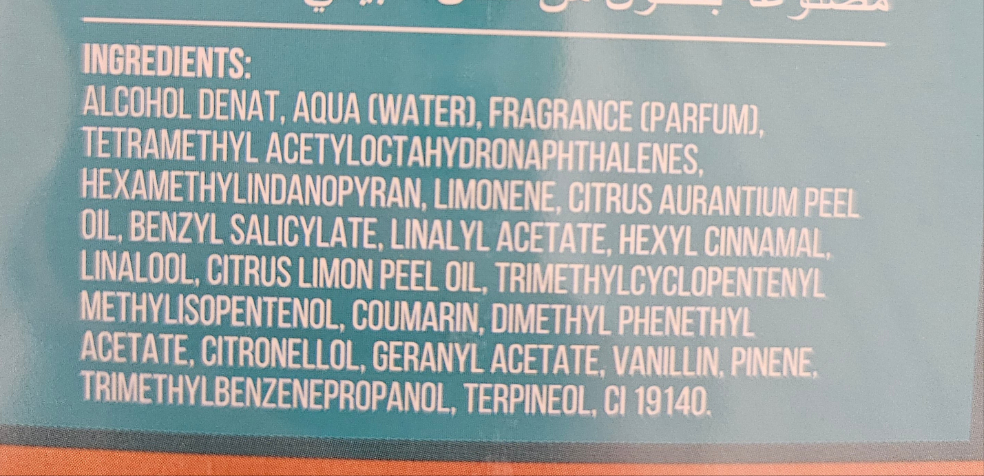 INGREDIENTS:
ALCOHOL DENAT, AQUA (WATER), FRAGRANCE (PARFUM),
TETRAMETHYL ACETYLOCTAHYDRONAPHTHALENES,
HEXAMETHYLINDANOPYRAN, LIMONENE, CITRUS AURANTIUM PEEL
OIL, BENZYL SALICYLATE, LINALYL ACETATE, HEXYL CINNAMAL,
LINALOOL, CITRUS LIMON PEEL OIL, TRIMETHYLCYCLOPENTENYL
METHYLISOPENTENOL, COUMARIN, DIMETHYL PHENETHYL
ACETATE, CITRONELLOL, GERANYL ACETATE, VANILLIN, PINENE,
TRIMETHYLBENZENEPROPANOL, TERPINEOL, CI 19140.